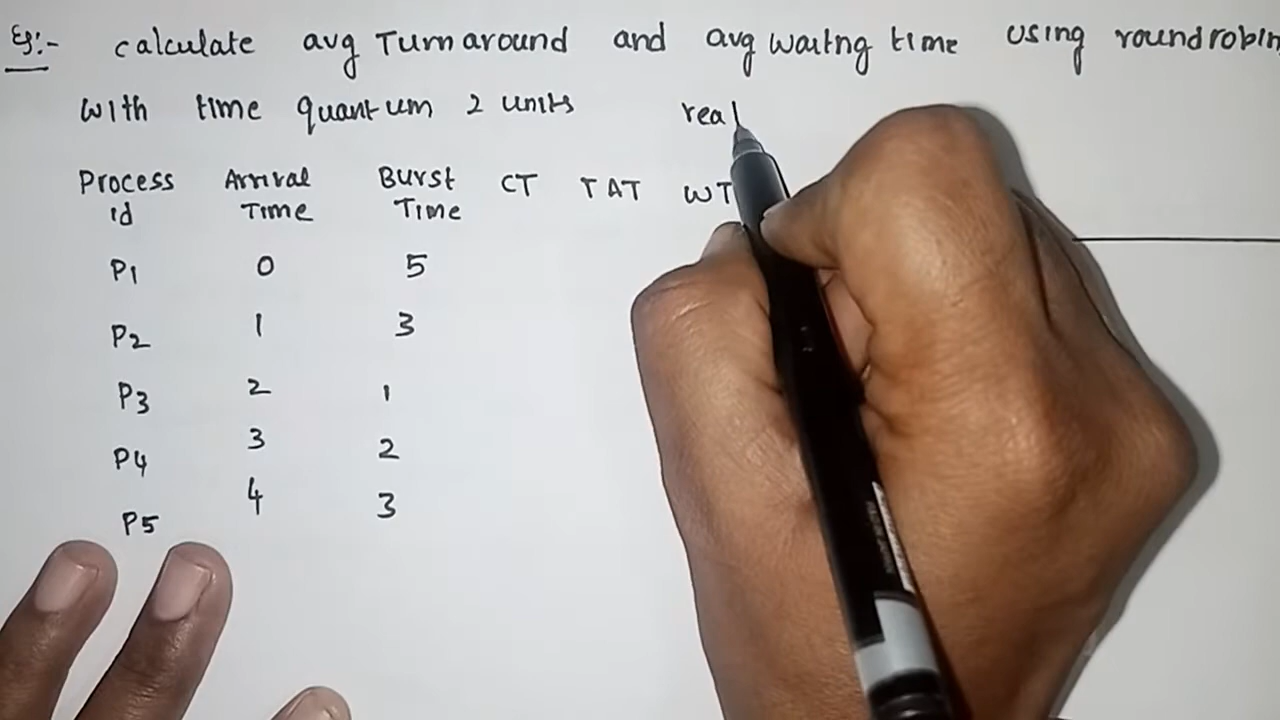 Eg:- calculate avg Turnaround and avg waitng time using roundrobin
with time quantum 2 units real
Process Id Arrival Time Burst Time CT TAT WT
P1 0 5
P2 1 3
P3 2 1
P4 3 2
P5 4 3